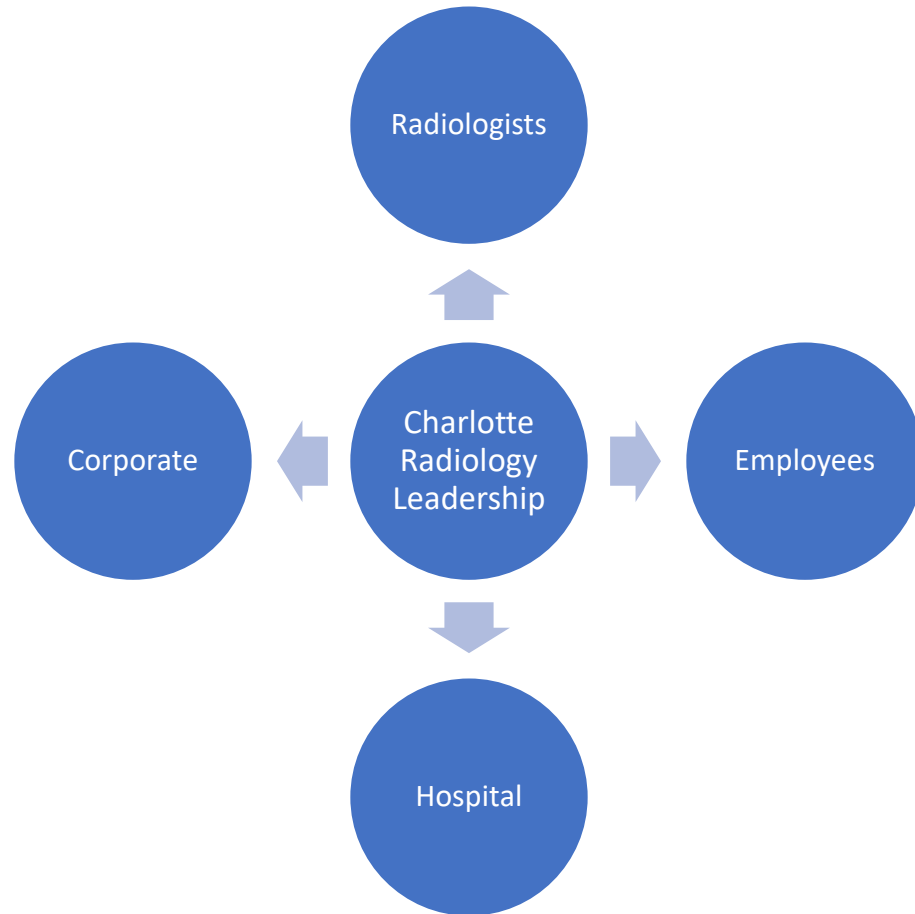 Radiologists
Corporate
Charlotte
Radiology
Leadership
Employees
Hospital